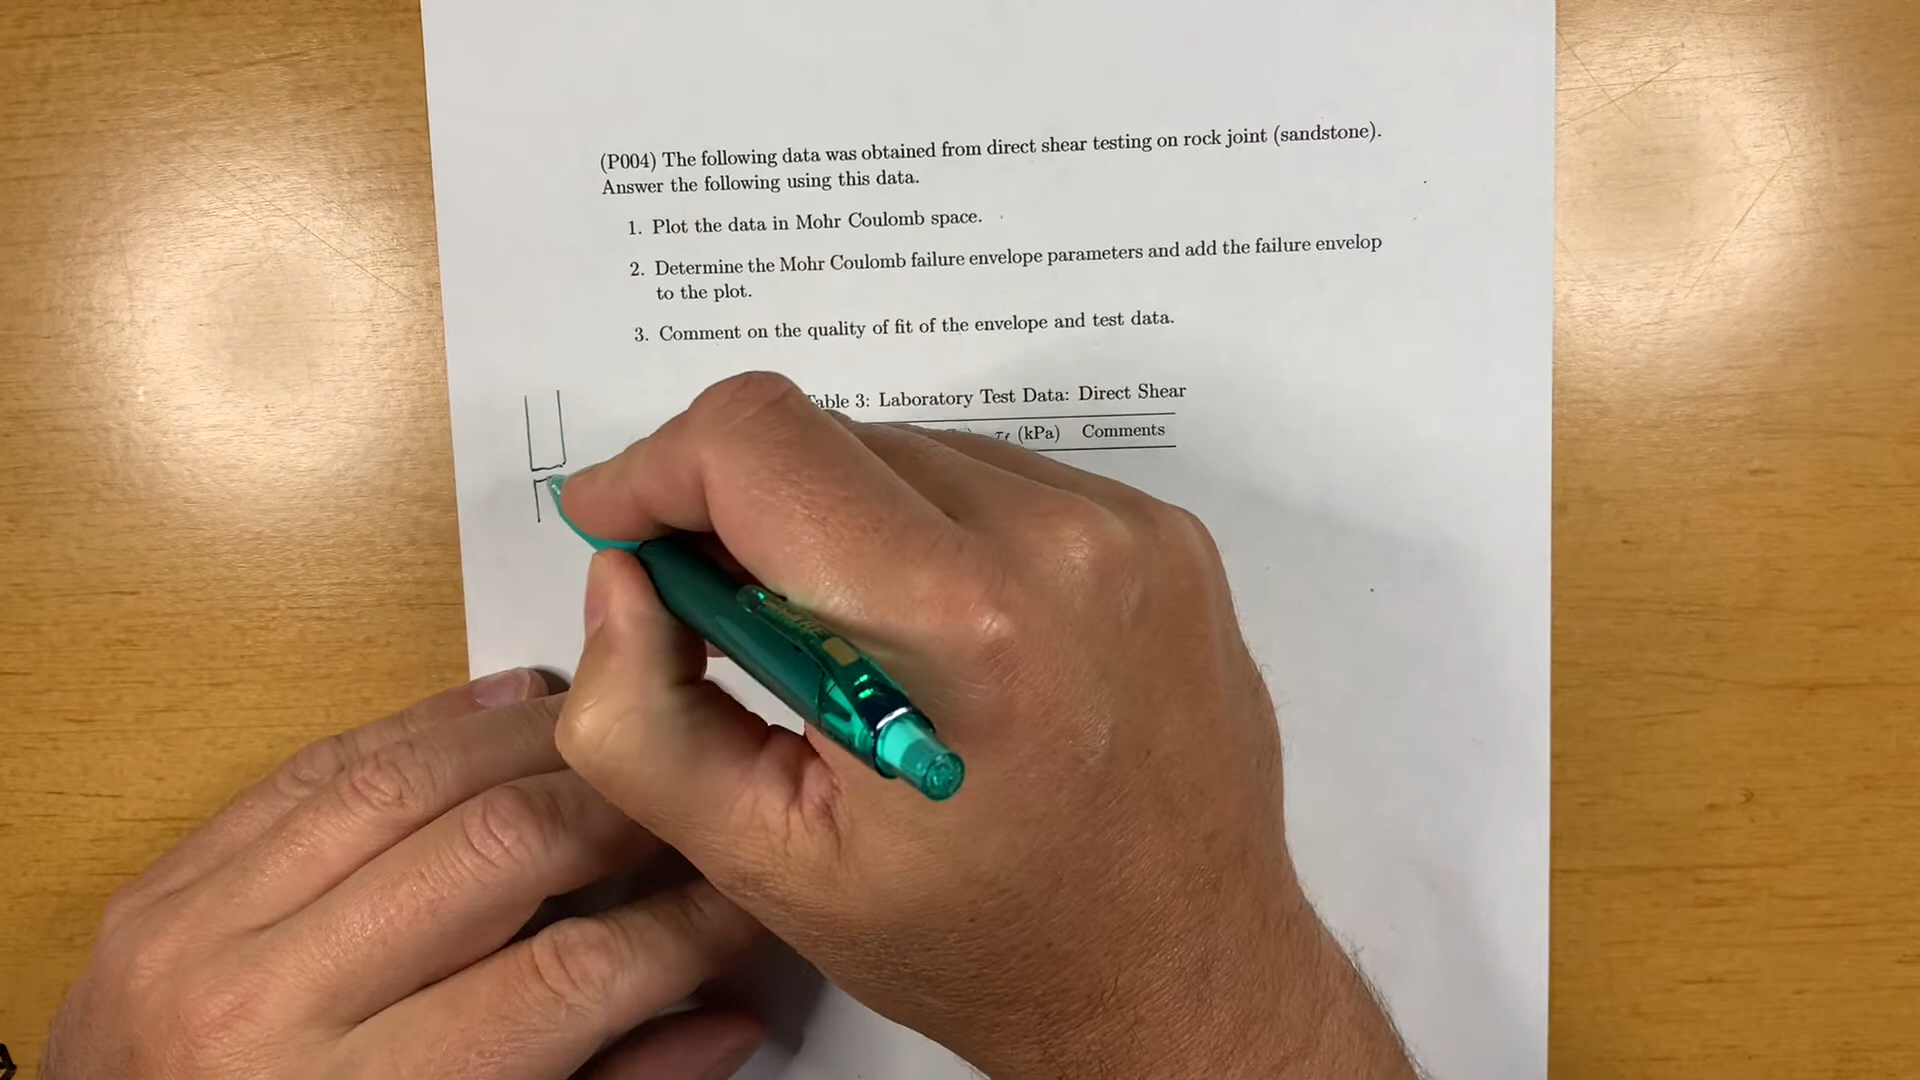 (P004) The following data was obtained from direct shear testing on rock joint (sandstone).
Answer the following using this data.
1. Plot the data in Mohr Coulomb space.
2. Determine the Mohr Coulomb failure envelope parameters and add the failure envelop
to the plot.
3. Comment on the quality of fit of the envelope and test data.
Table 3: Laboratory Test Data: Direct Shear
τf (kPa) Comments